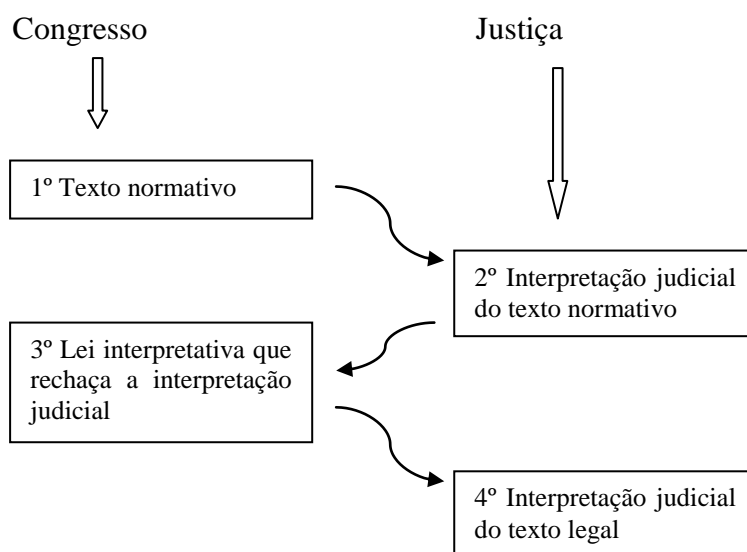 Congresso
Justiça
1º Texto normativo
2º Interpretação judicial
do texto normativo
3º Lei interpretativa que
rechaça a interpretação
judicial
4º Interpretação judicial
do texto legal